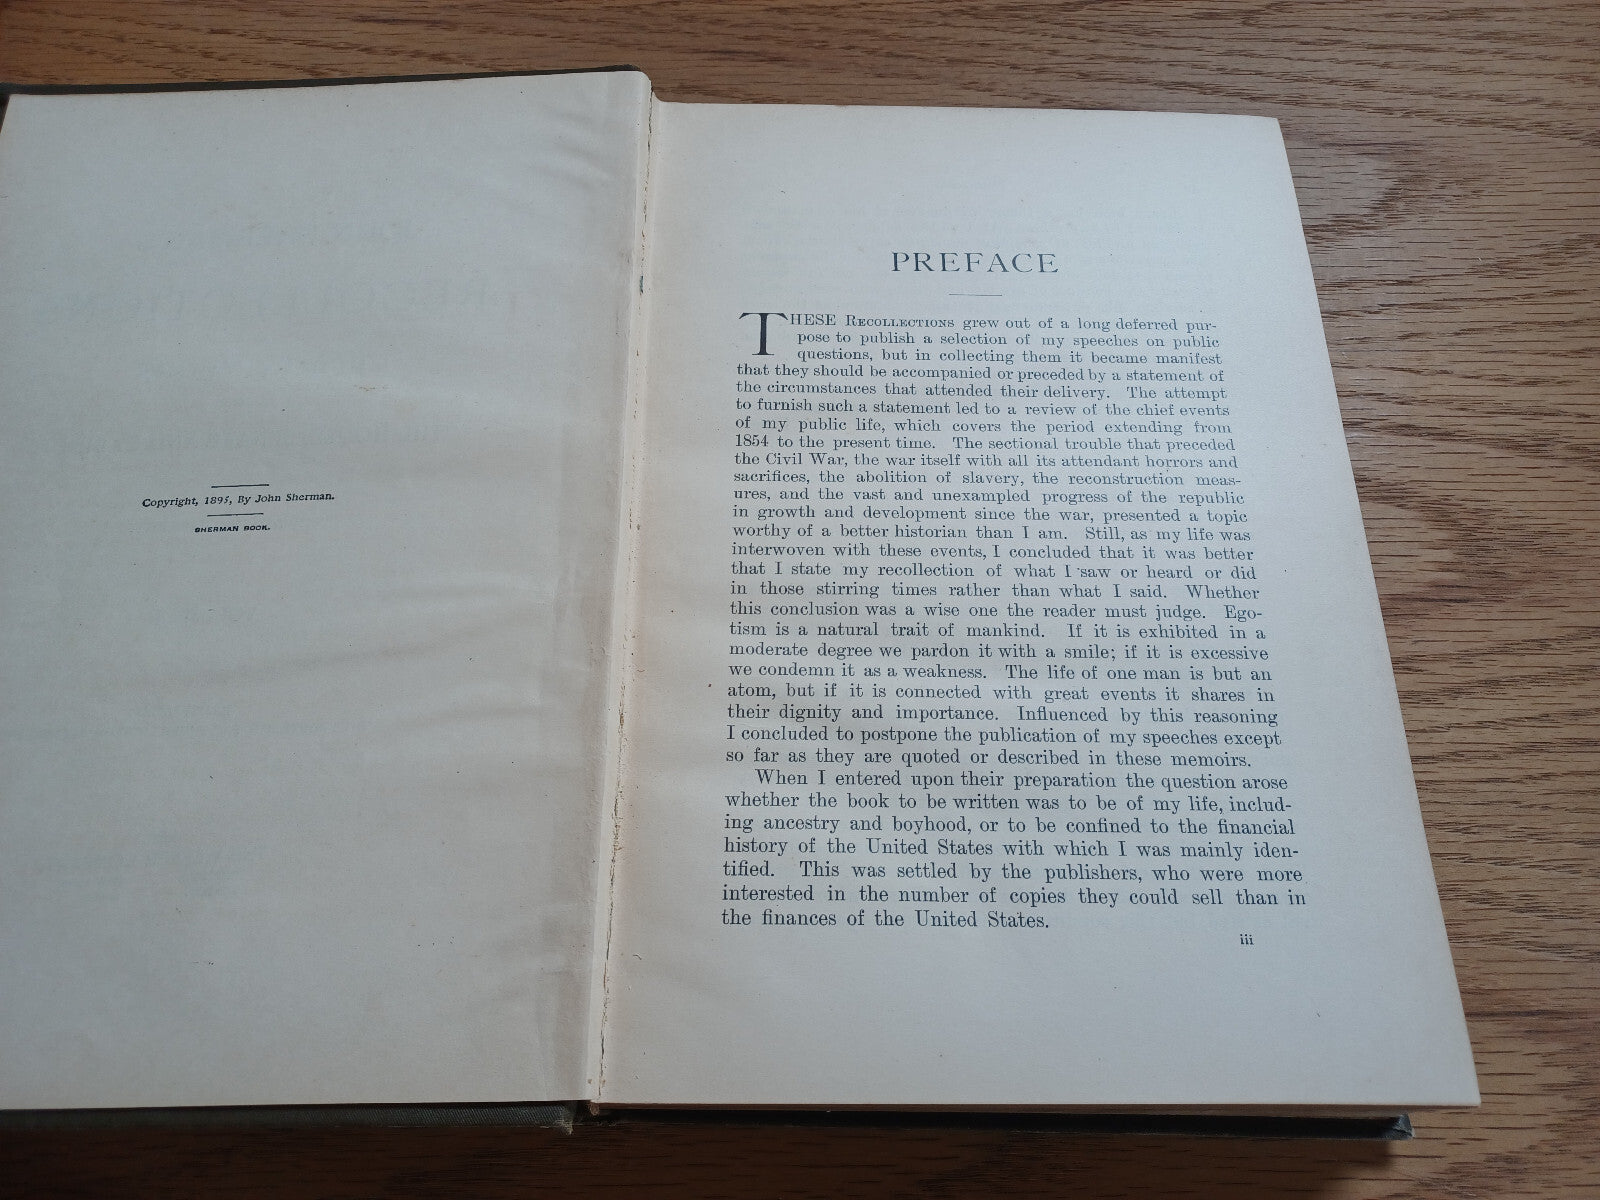 Copyright, 1895, By John Sherman.
SHERMAN BOOK.
PREFACE
THESE RECOLLECTIONS grew out of a long deferred pur-
pose to publish a selection of my speeches on public
questions, but in collecting them it became manifest
that they should be accompanied or preceded by a statement of
the circumstances that attended their delivery. The attempt
to furnish such a statement led to a review of the chief events
of my public life, which covers the period extending from
1854 to the present time. The sectional trouble that preceded
the Civil War, the war itself with all its attendant horrors and
sacrifices, the abolition of slavery, the reconstruction meas-
ures, and the vast and unexampled progress of the republic
in growth and development since the war, presented a topic
worthy of a better historian than I am. Still, as my life was
interwoven with these events, I concluded that it was better
that I state my recollection of what I saw or heard or did
in those stirring times rather than what I said. Whether
this conclusion was a wise one the reader must judge. Ego-
tism is a natural trait of mankind. If it is exhibited in a
moderate degree we pardon it with a smile; if it is excessive
we condemn it as a weakness. The life of one man is but an
atom, but if it is connected with great events it shares in
their dignity and importance. Influenced by this reasoning
I concluded to postpone the publication of my speeches except
so far as they are quoted or described in these memoirs.
When I entered upon their preparation the question arose
whether the book to be written was to be of my life, includ-
ing ancestry and boyhood, or to be confined to the financial
history of the United States with which I was mainly iden-
tified. This was settled by the publishers, who were more
interested in the number of copies they could sell than in
the finances of the United States.
iii